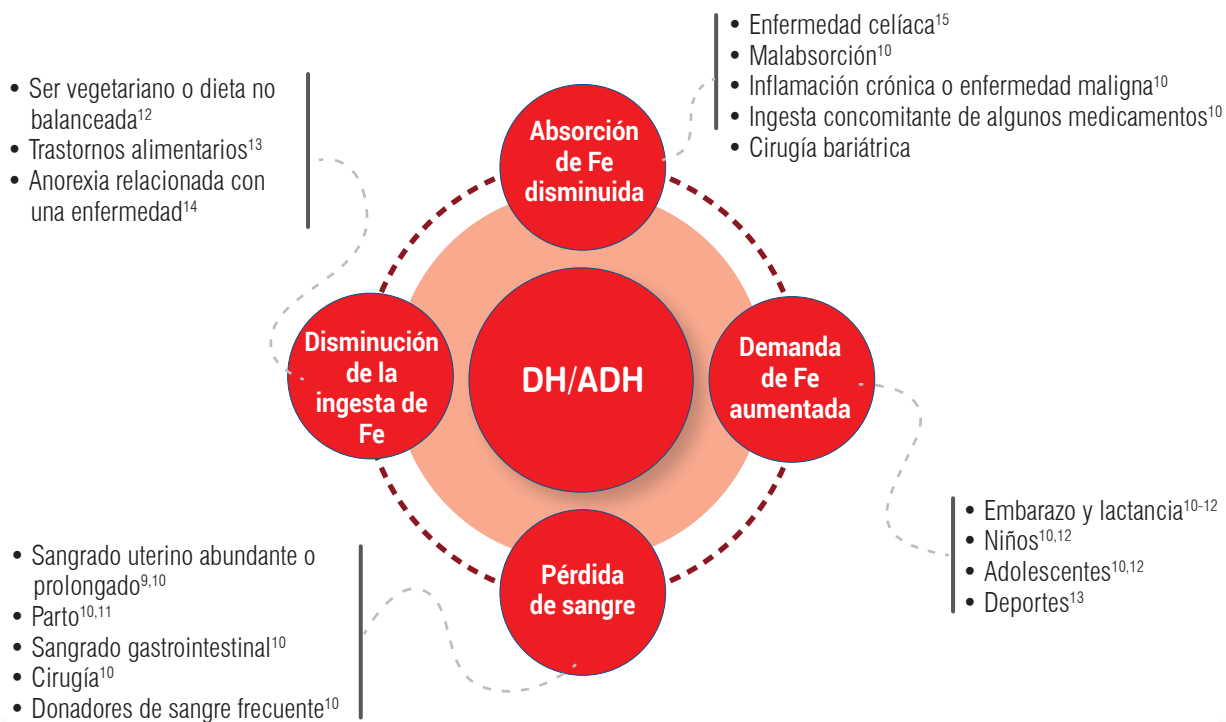 • Ser vegetariano o dieta no
balanceada¹²
• Trastornos alimentarios¹³
• Anorexia relacionada con
una enfermedad¹⁴
• Enfermedad celíaca¹⁵
• Malabsorción¹⁰
• Inflamación crónica o enfermedad maligna¹⁰
• Ingesta concomitante de algunos medicamentos¹⁰
• Cirugía bariátrica
Absorción
de Fe
disminuida
Disminución
de la
ingesta de
Fe
DH/ADH
Demanda
de Fe
aumentada
Pérdida
de sangre
• Sangrado uterino abundante o
prolongado⁹,¹⁰
• Parto¹⁰,¹¹
• Sangrado gastrointestinal¹⁰
• Cirugía¹⁰
• Donadores de sangre frecuente¹⁰
• Embarazo y lactancia¹⁰⁻¹²
• Niños¹⁰,¹²
• Adolescentes¹⁰,¹²
• Deportes¹³